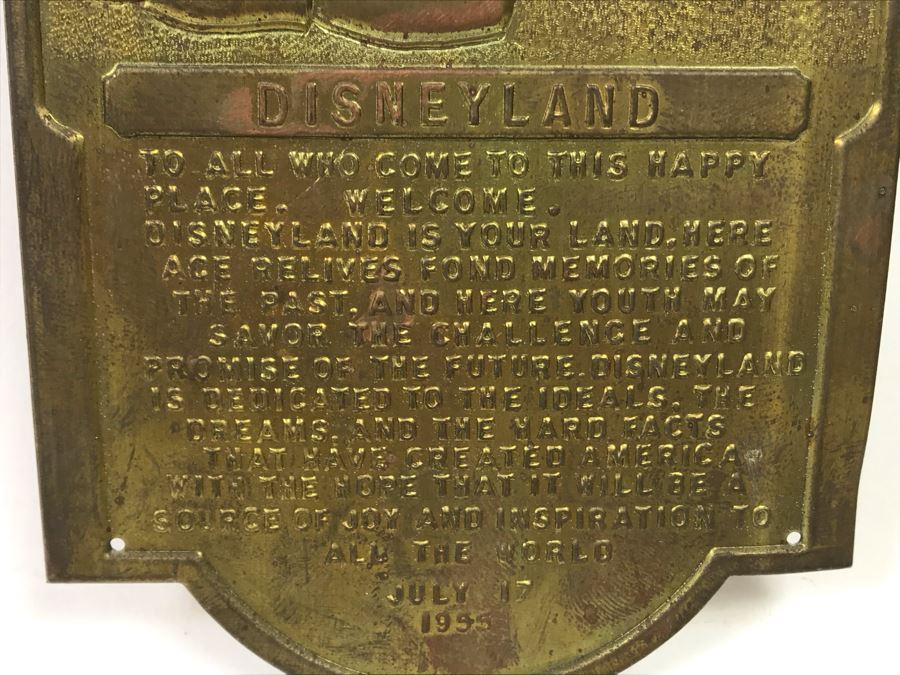 DISNEYLAND
TO ALL WHO COME TO THIS HAPPY
PLACE. WELCOME.
DISNEYLAND IS YOUR LAND. HERE
AGE RELIVES FOND MEMORIES OF
THE PAST, AND HERE YOUTH MAY
SAVOR THE CHALLENCE AND
PROMISE OF THE FUTURE. DISNEYLAND
IS DEDICATED TO THE IDEALS, THE
DREAMS, AND THE HARD FACTS
THAT HAVE CREATED AMERICA
WITH THE HOPE THAT IT WILL BE A
SOURCE OF JOY AND INSPIRATION TO
ALL THE WORLD
JULY 17
1955